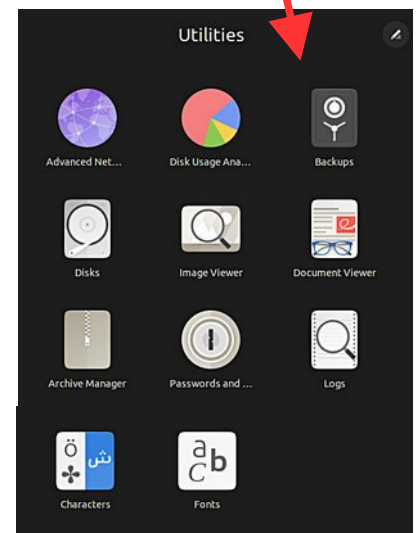 Utilities
Advanced Net...
Disk Usage Ana...
Backups
Disks
Image Viewer
Document Viewer
Archive Manager
Passwords and ...
Logs
Ö
ش
Characters
a
C b
Fonts